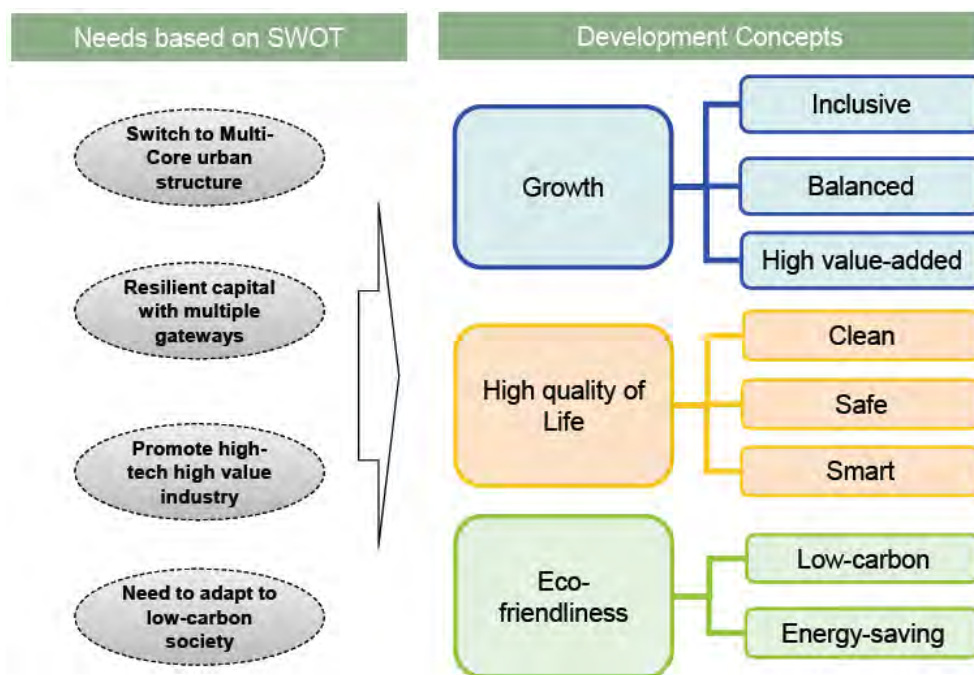 Needs based on SWOT
Switch to Multi-
Core urban
structure
Resilient capital
with multiple
gateways
Promote high-
tech high value
industry
Need to adapt to
low-carbon
society
Development Concepts
Growth
Inclusive
Balanced
High value-added
High quality of
Life
Clean
Safe
Smart
Eco-
friendliness
Low-carbon
Energy-saving